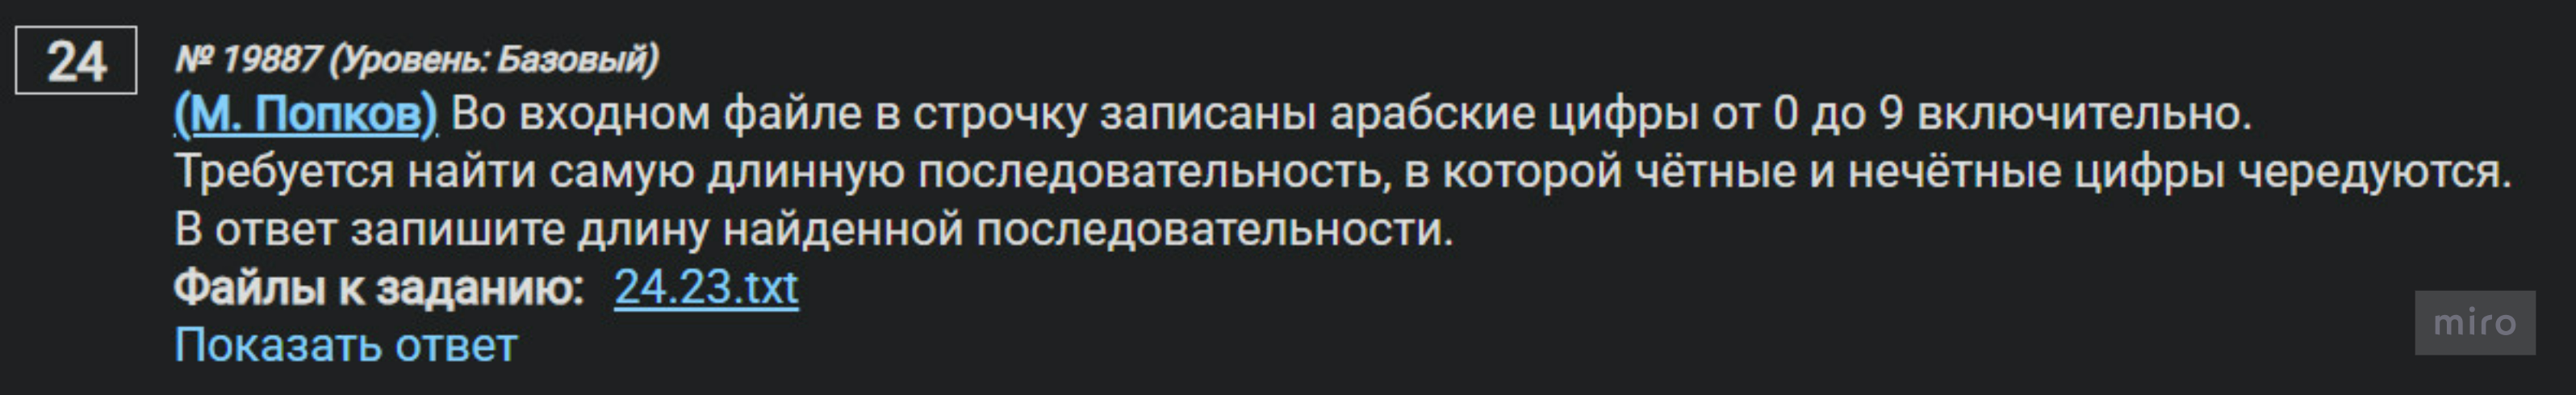 24
№ 19887 (Уровень: Базовый)
(М. Попков) Во входном файле в строчку записаны арабские цифры от 0 до 9 включительно.
Требуется найти самую длинную последовательность, в которой чётные и нечётные цифры чередуются.
В ответ запишите длину найденной последовательности.
Файлы к заданию: 24.23.txt
Показать ответ
miro